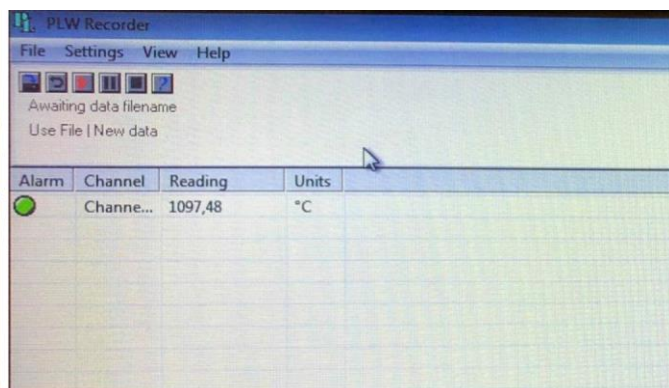 PLW Recorder
File Settings View Help
Awaiting data filename
Use File | New data
Alarm Channel Reading Units
Channe... 1097,48 °C